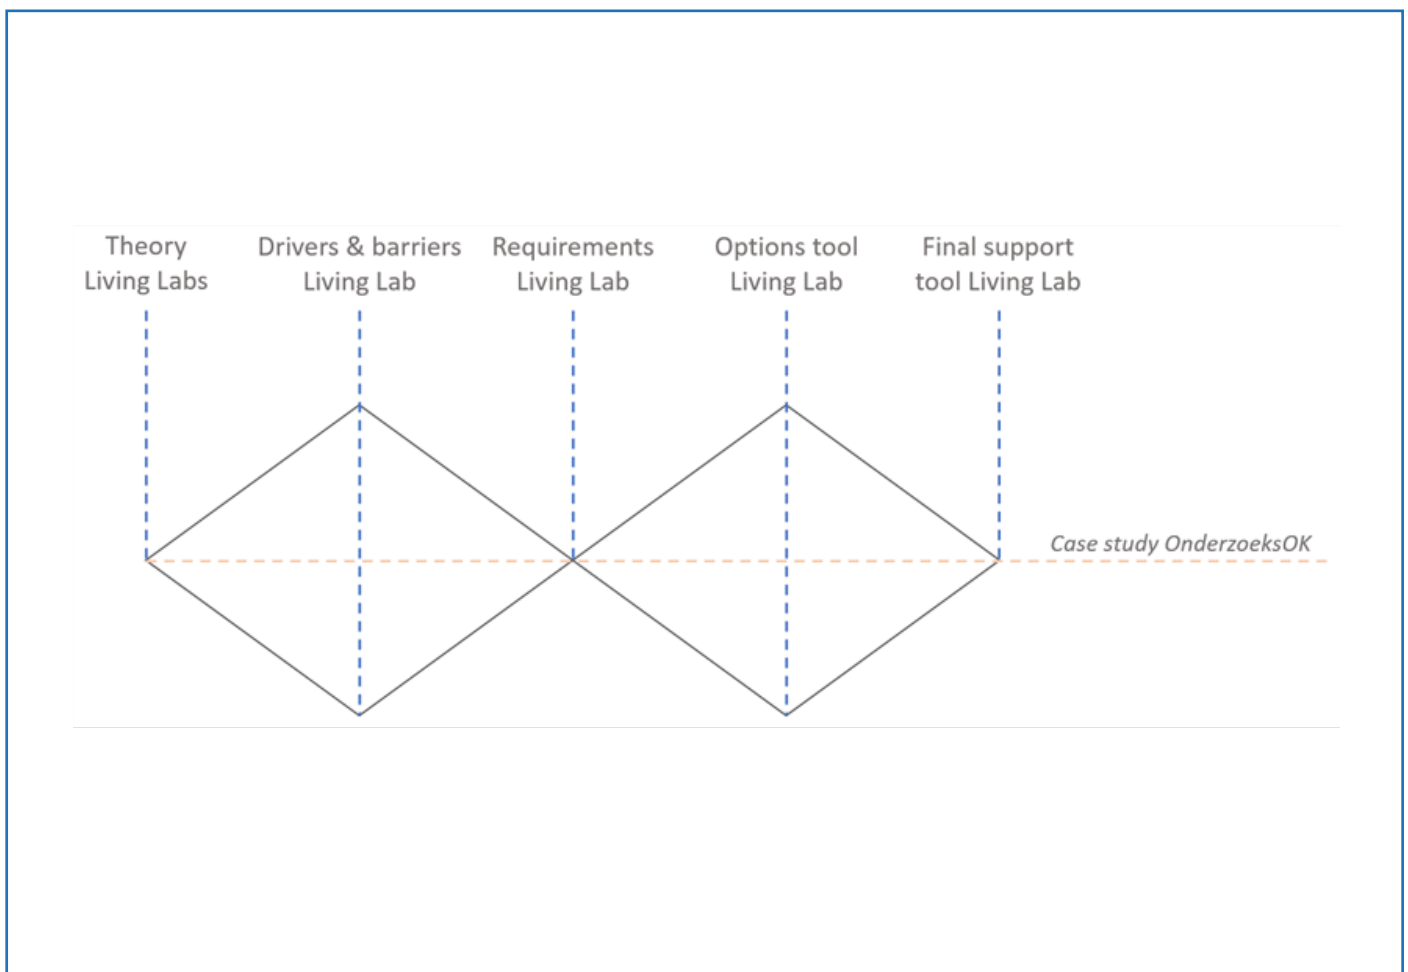 Theory
Living Labs
Drivers & barriers
Living Lab
Requirements
Living Lab
Options tool
Living Lab
Final support
tool Living Lab
Case study OnderzoeksOK